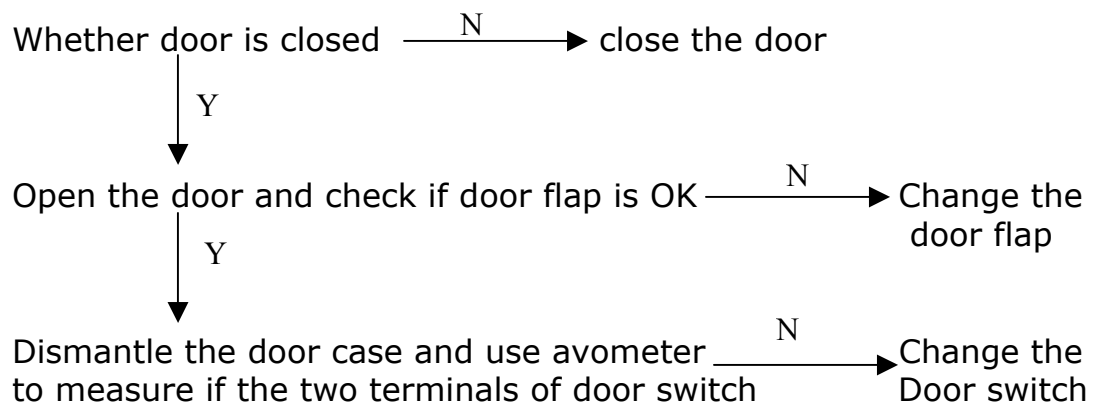 Whether door is closed N close the door
Y
Open the door and check if door flap is OK N Change the
door flap
Y
Dismantle the door case and use avometer N Change the
to measure if the two terminals of door switch Door switch